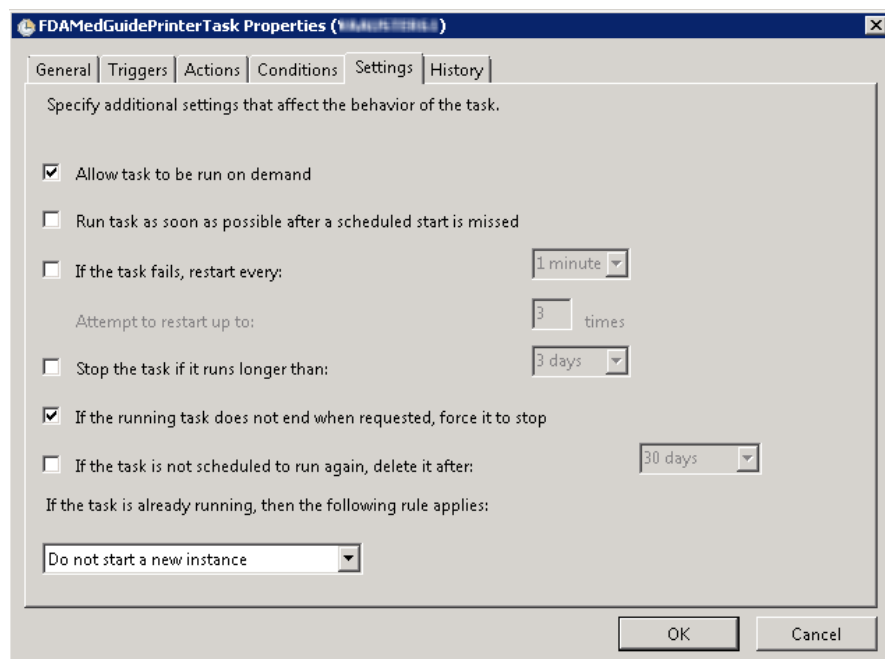 FDAMedGuidePrinterTask Properties ( )
General Triggers Actions Conditions Settings History
Specify additional settings that affect the behavior of the task.
Allow task to be run on demand
Run task as soon as possible after a scheduled start is missed
If the task fails, restart every: 1 minute
Attempt to restart up to: 3 times
Stop the task if it runs longer than: 3 days
If the running task does not end when requested, force it to stop
If the task is not scheduled to run again, delete it after: 30 days
If the task is already running, then the following rule applies:
Do not start a new instance
OK Cancel